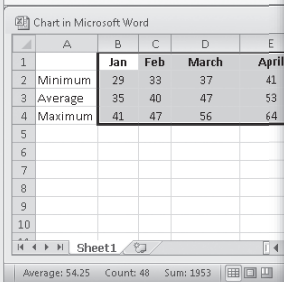 Chart in Microsoft Word
A B C D E
1 Jan Feb March April
2 Minimum 29 33 37 41
3 Average 35 40 47 53
4 Maximum 41 47 56 64
5
6
7
8
9
10
Sheet1
Average: 54.25 Count: 48 Sum: 1953